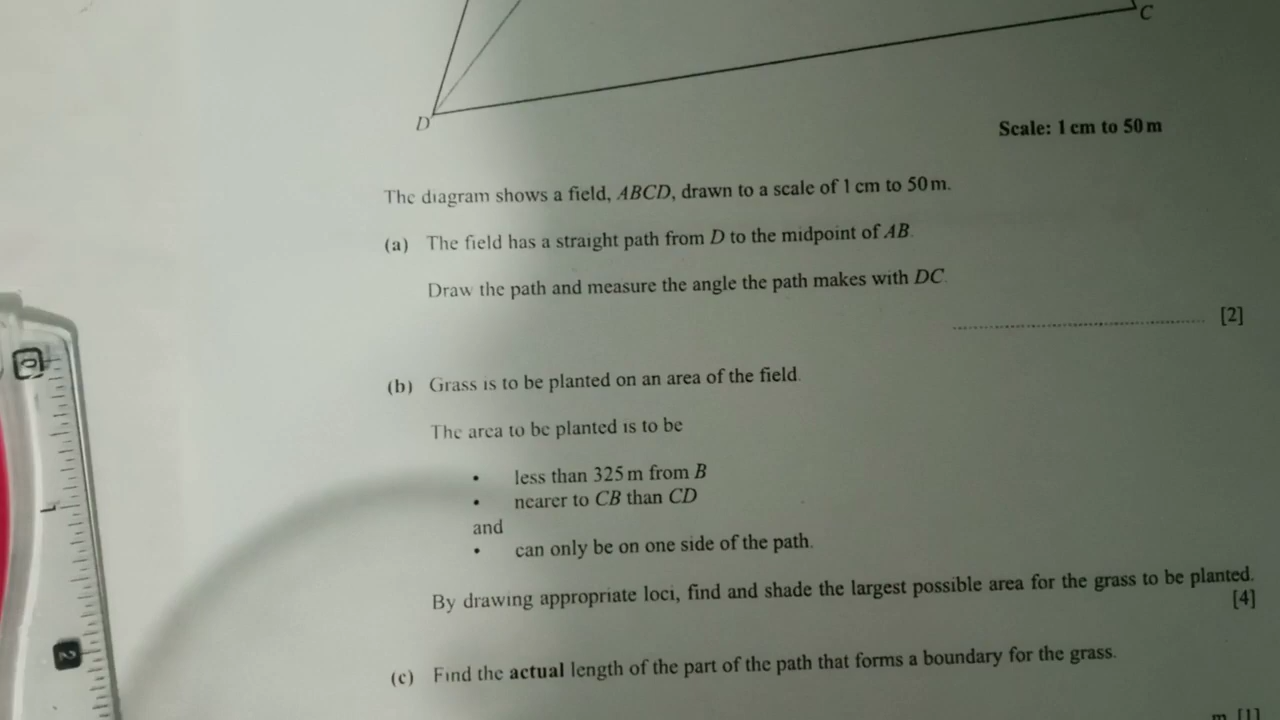 C
D
Scale: 1 cm to 50 m
The diagram shows a field, ABCD, drawn to a scale of 1 cm to 50 m.
(a) The field has a straight path from D to the midpoint of AB.
Draw the path and measure the angle the path makes with DC.
[2]
(b) Grass is to be planted on an area of the field.
The area to be planted is to be
• less than 325 m from B
• nearer to CB than CD
and
• can only be on one side of the path.
By drawing appropriate loci, find and shade the largest possible area for the grass to be planted.
[4]
(c) Find the actual length of the part of the path that forms a boundary for the grass.
m [1]
0
1
2